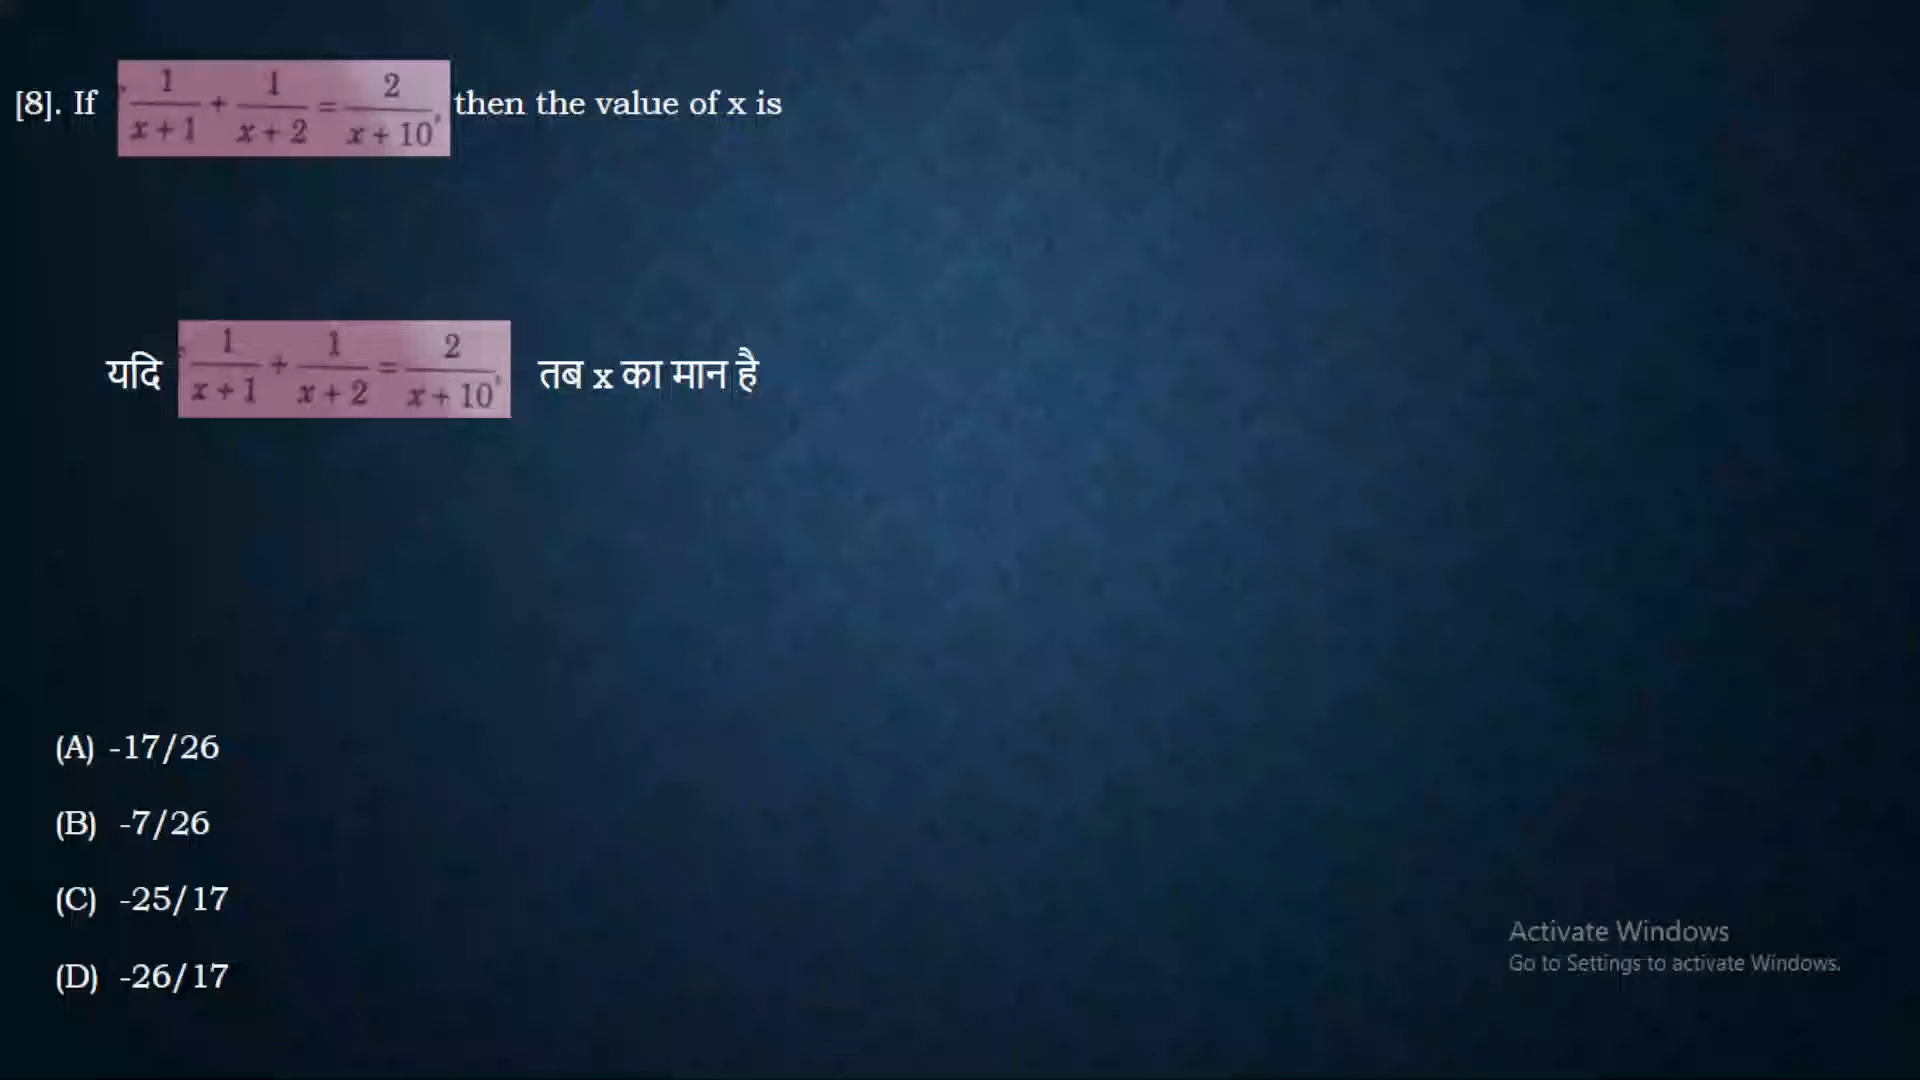 [8]. If 1/(x + 1) + 1/(x + 2) = 2/(x + 10), then the value of x is
यदि 1/(x + 1) + 1/(x + 2) = 2/(x + 10), तब x का मान है
(A) -17/26
(B) -7/26
(C) -25/17
(D) -26/17
Activate Windows
Go to Settings to activate Windows.